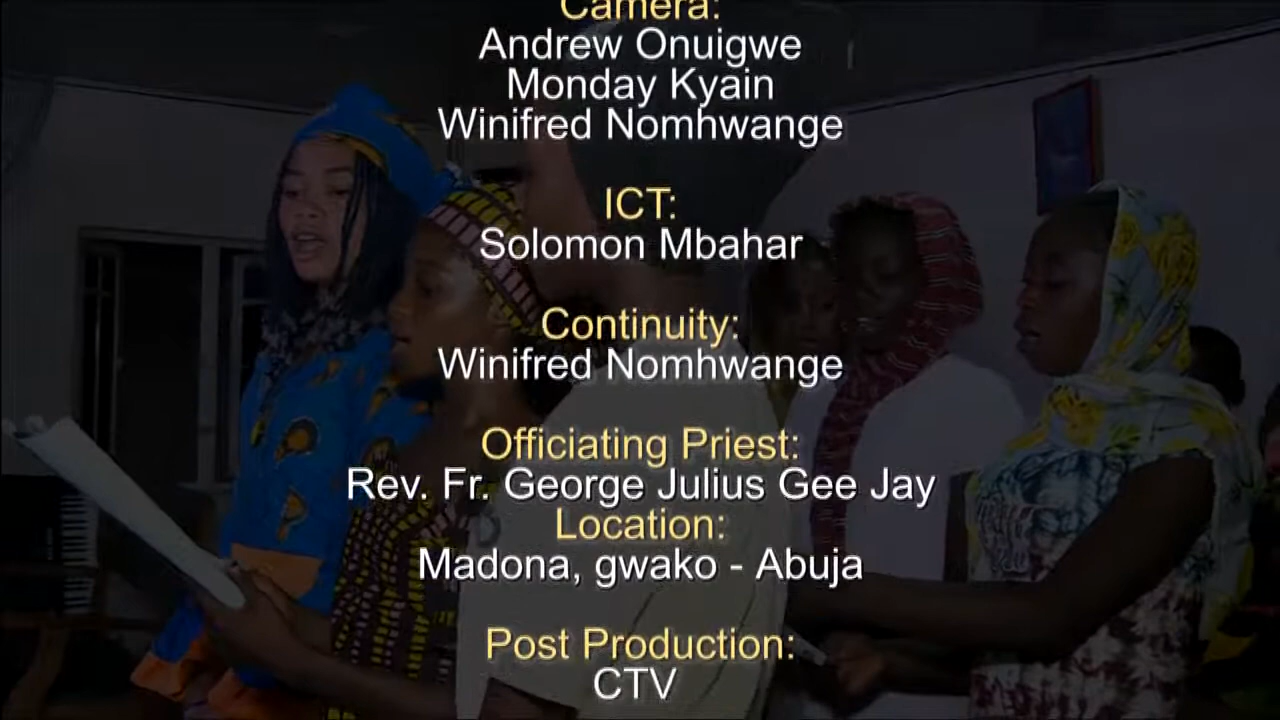 Camera:
Andrew Onuigwe
Monday Kyain
Winifred Nomhwange
ICT:
Solomon Mbahar
Continuity:
Winifred Nomhwange
Officiating Priest:
Rev. Fr. George Julius Gee Jay
Location:
Madona, gwako - Abuja
Post Production:
CTV